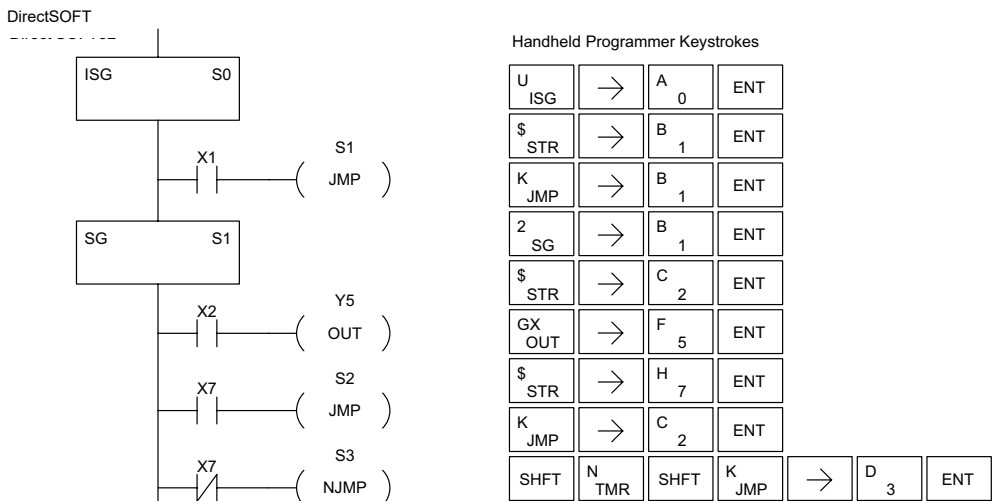 DirectSOFT
ISG S0
X1
S1
JMP
SG S1
X2
Y5
OUT
X7
S2
JMP
X7
S3
NJMP
Handheld Programmer Keystrokes
U ISG → A 0 ENT
$ STR → B 1 ENT
K JMP → B 1 ENT
2 SG → B 1 ENT
$ STR → C 2 ENT
GX OUT → F 5 ENT
$ STR → H 7 ENT
K JMP → C 2 ENT
SHFT N TMR SHFT K JMP → D 3 ENT